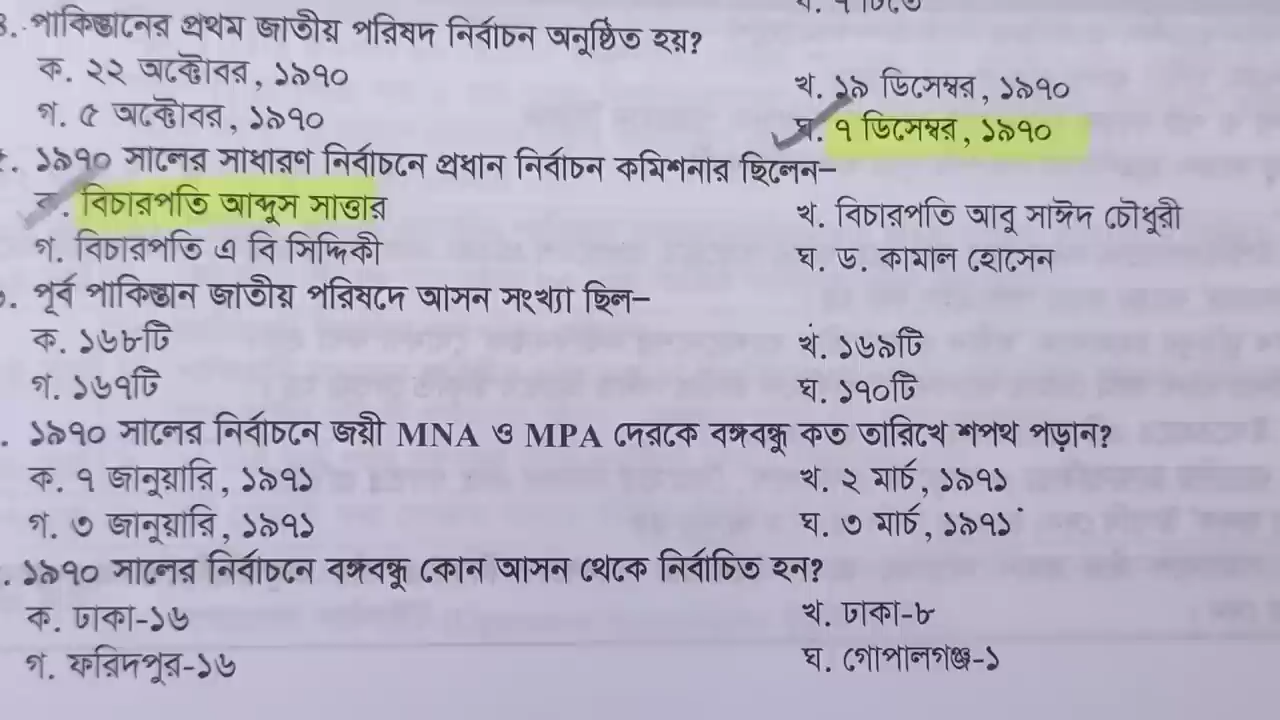 ৪. পাকিস্তানের প্রথম জাতীয় পরিষদ নির্বাচন অনুষ্ঠিত হয়?
ক. ২২ অক্টোবর, ১৯৭০
খ. ১৯ ডিসেম্বর, ১৯৭০
গ. ৫ অক্টোবর, ১৯৭০
ঘ. ৭ ডিসেম্বর, ১৯৭০
১৯৭০ সালের সাধারণ নির্বাচনে প্রধান নির্বাচন কমিশনার ছিলেন–
ক. বিচারপতি আব্দুস সাত্তার
খ. বিচারপতি আবু সাঈদ চৌধুরী
গ. বিচারপতি এ বি সিদ্দিকী
ঘ. ড. কামাল হোসেন
পূর্ব পাকিস্তান জাতীয় পরিষদে আসন সংখ্যা ছিল–
ক. ১৬৮টি
খ. ১৬৯টি
গ. ১৬৭টি
ঘ. ১৭০টি
. ১৯৭০ সালের নির্বাচনে জয়ী MNA ও MPA দেরকে বঙ্গবন্ধু কত তারিখে শপথ পড়ান?
ক. ৭ জানুয়ারি, ১৯৭১
খ. ২ মার্চ, ১৯৭১
গ. ৩ জানুয়ারি, ১৯৭১
ঘ. ৩ মার্চ, ১৯৭১
. ১৯৭০ সালের নির্বাচনে বঙ্গবন্ধু কোন আসন থেকে নির্বাচিত হন?
ক. ঢাকা-১৬
খ. ঢাকা-৮
গ. ফরিদপুর-১৬
ঘ. গোপালগঞ্জ-১